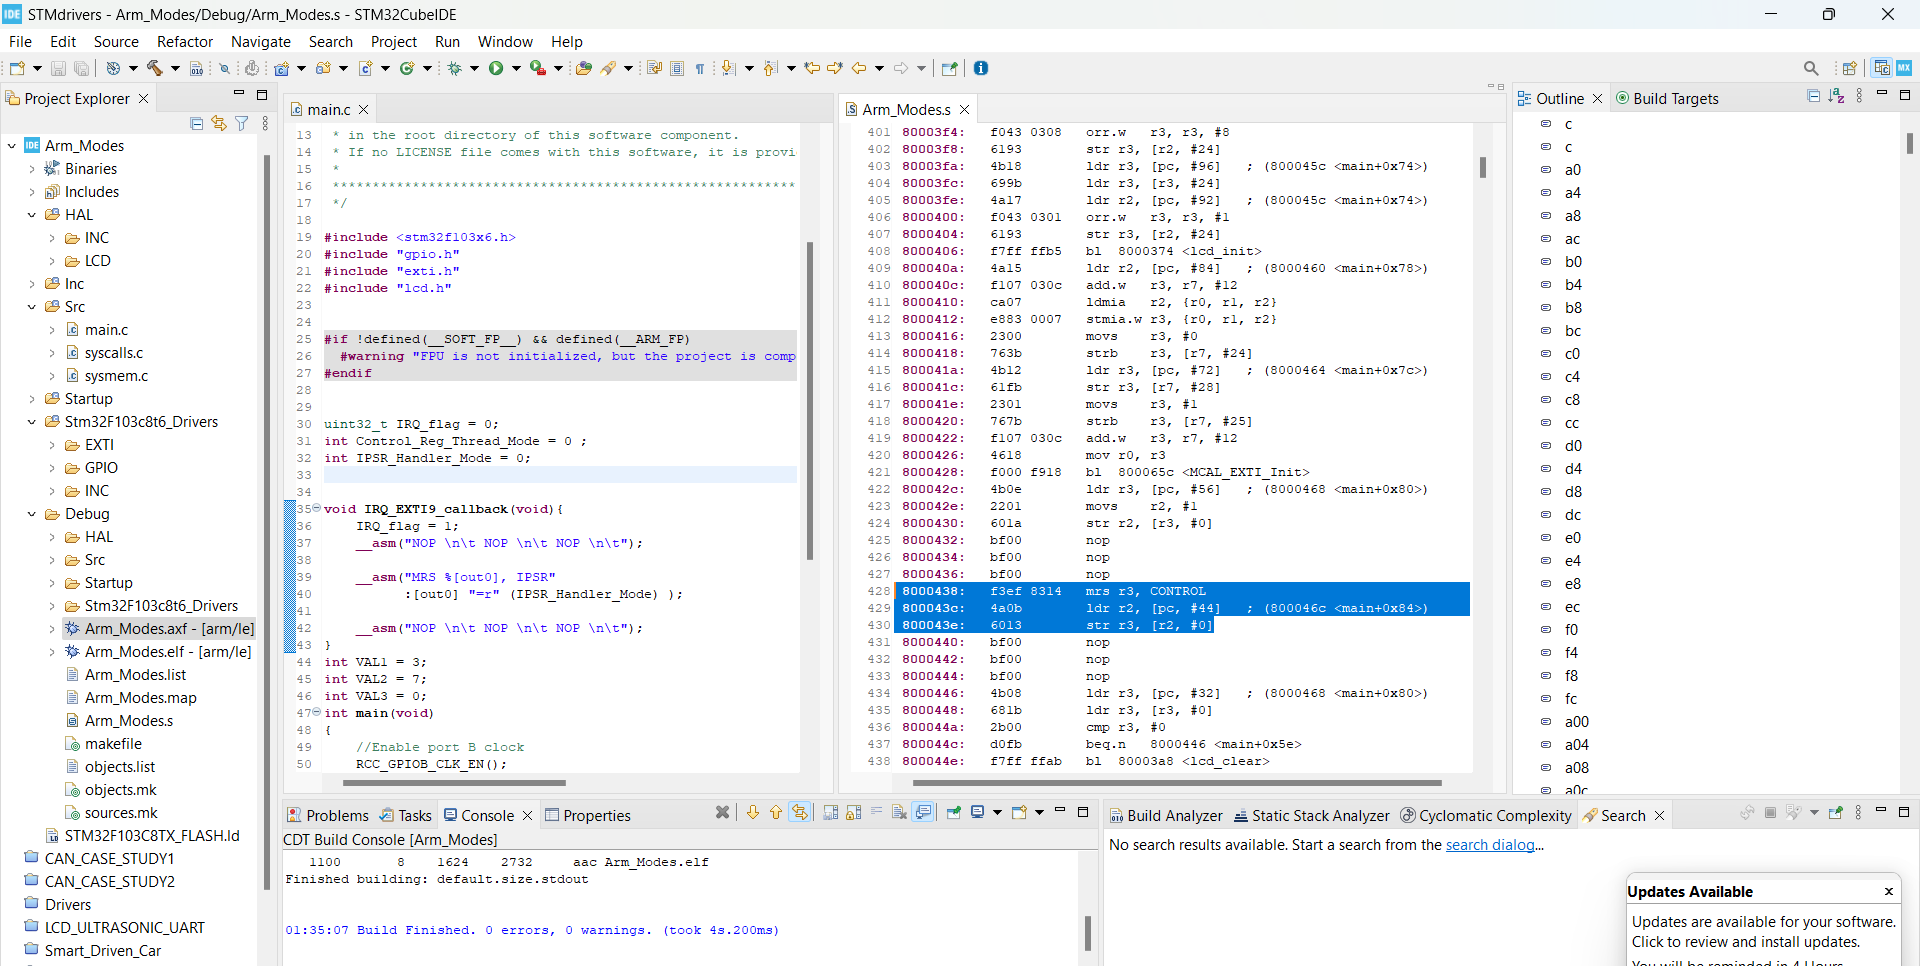 STMdrivers - Arm_Modes/Debug/Arm_Modes.s - STM32CubeIDE
File Edit Source Refactor Navigate Search Project Run Window Help
Project Explorer
Arm_Modes
Binaries
Includes
HAL
INC
LCD
Inc
Src
main.c
syscalls.c
sysmem.c
Startup
Stm32F103c8t6_Drivers
EXTI
GPIO
INC
Debug
HAL
Src
Startup
Stm32F103c8t6_Drivers
Arm_Modes.axf - [arm/le]
Arm_Modes.elf - [arm/le]
Arm_Modes.list
Arm_Modes.map
Arm_Modes.s
makefile
objects.list
objects.mk
sources.mk
STM32F103C8TX_FLASH.ld
CAN_CASE_STUDY1
CAN_CASE_STUDY2
Drivers
LCD_ULTRASONIC_UART
Smart_Driven_Car
main.c
13 * in the root directory of this software component.
14 * If no LICENSE file comes with this software, it is provi
15 *
16 ***********************************************************
17 */
18
19 #include <stm32f103x6.h>
20 #include "gpio.h"
21 #include "exti.h"
22 #include "lcd.h"
23
24
25 #if !defined(__SOFT_FP__) && defined(__ARM_FP)
26 #warning "FPU is not initialized, but the project is comp
27 #endif
28
29
30 uint32_t IRQ_flag = 0;
31 int Control_Reg_Thread_Mode = 0 ;
32 int IPSR_Handler_Mode = 0;
33
34
35 void IRQ_EXTI9_callback(void){
36 IRQ_flag = 1;
37 __asm("NOP \n\t NOP \n\t NOP \n\t");
38
39 __asm("MRS %[out0], IPSR"
40 :[out0] "=r" (IPSR_Handler_Mode) );
41
42 __asm("NOP \n\t NOP \n\t NOP \n\t");
43 }
44 int VAL1 = 3;
45 int VAL2 = 7;
46 int VAL3 = 0;
47 int main(void)
48 {
49 //Enable port B clock
50 RCC_GPIOB_CLK_EN();
Arm_Modes.s
401 80003f4: f043 0308 orr.w r3, r3, #8
402 80003f8: 6193 str r3, [r2, #24]
403 80003fa: 4b18 ldr r3, [pc, #96] ; (800045c <main+0x74>)
404 80003fc: 699b ldr r3, [r3, #24]
405 80003fe: 4a17 ldr r2, [pc, #92] ; (800045c <main+0x74>)
406 8000400: f043 0301 orr.w r3, r3, #1
407 8000404: 6193 str r3, [r2, #24]
408 8000406: f7ff ffb5 bl 8000374 <lcd_init>
409 800040a: 4a15 ldr r2, [pc, #84] ; (8000460 <main+0x78>)
410 800040c: f107 030c add.w r3, r7, #12
411 8000410: ca07 ldmia r2, {r0, r1, r2}
412 8000412: e883 0007 stmia.w r3, {r0, r1, r2}
413 8000416: 2300 movs r3, #0
414 8000418: 763b strb r3, [r7, #24]
415 800041a: 4b12 ldr r3, [pc, #72] ; (8000464 <main+0x7c>)
416 800041c: 61fb str r3, [r7, #28]
417 800041e: 2301 movs r3, #1
418 8000420: 767b strb r3, [r7, #25]
419 8000422: f107 030c add.w r3, r7, #12
420 8000426: 4618 mov r0, r3
421 8000428: f000 f918 bl 800065c <MCAL_EXTI_Init>
422 800042c: 4b0e ldr r3, [pc, #56] ; (8000468 <main+0x80>)
423 800042e: 2201 movs r2, #1
424 8000430: 601a str r2, [r3, #0]
425 8000432: bf00 nop
426 8000434: bf00 nop
427 8000436: bf00 nop
428 8000438: f3ef 8314 mrs r3, CONTROL
429 800043c: 4a0b ldr r2, [pc, #44] ; (800046c <main+0x84>)
430 800043e: 6013 str r3, [r2, #0]
431 8000440: bf00 nop
432 8000442: bf00 nop
433 8000444: bf00 nop
434 8000446: 4b08 ldr r3, [pc, #32] ; (8000468 <main+0x80>)
435 8000448: 681b ldr r3, [r3, #0]
436 800044a: 2b00 cmp r3, #0
437 800044c: d0fb beq.n 8000446 <main+0x5e>
438 800044e: f7ff ffab bl 80003a8 <lcd_clear>
Outline Build Targets
c
c
a0
a4
a8
ac
b0
b4
b8
bc
c0
c4
c8
cc
d0
d4
d8
dc
e0
e4
e8
ec
f0
f4
f8
fc
a00
a04
a08
a0c
Problems Tasks Console Properties
CDT Build Console [Arm_Modes]
1100 8 1624 2732 aac Arm_Modes.elf
Finished building: default.size.stdout
01:35:07 Build Finished. 0 errors, 0 warnings. (took 4s.200ms)
Build Analyzer Static Stack Analyzer Cyclomatic Complexity Search
No search results available. Start a search from the search dialog...
Updates Available
Updates are available for your software.
Click to review and install updates.
You will be reminded in 4 Hours